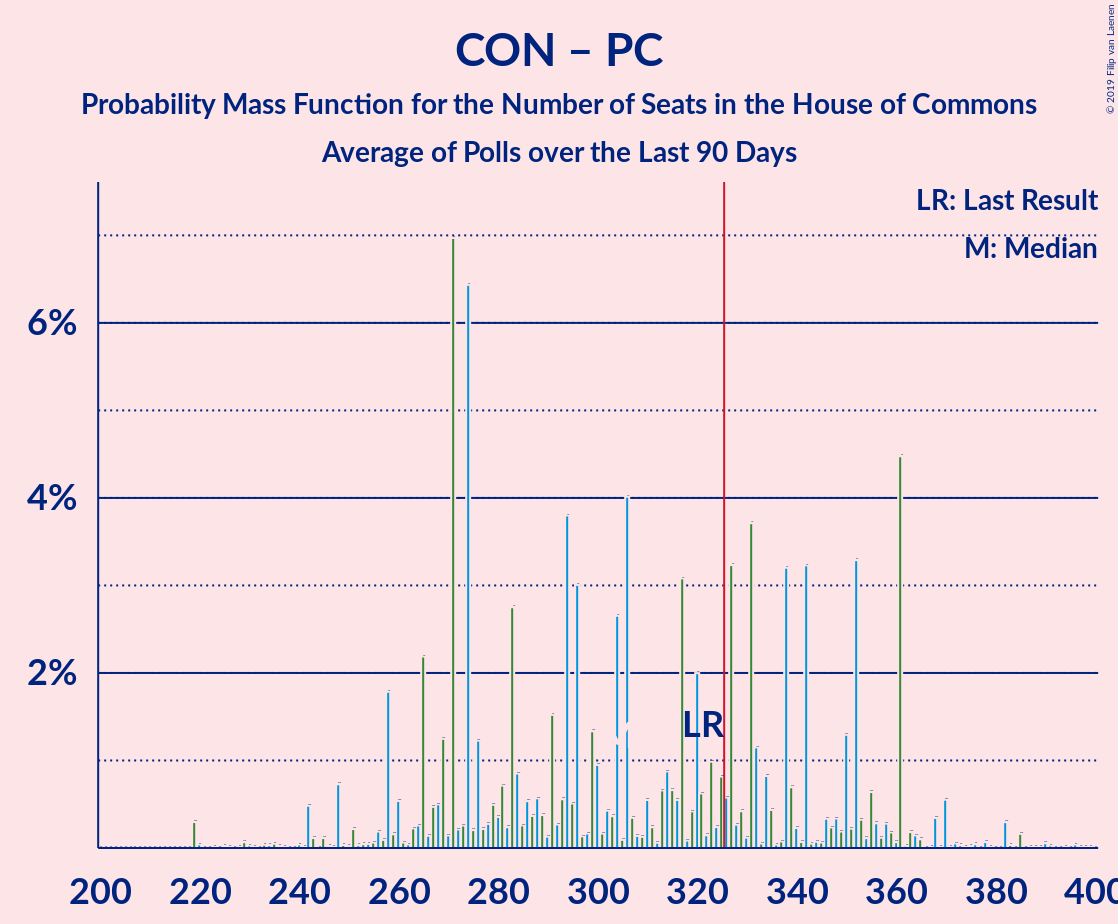 CON – PC
Probability Mass Function for the Number of Seats in the House of Commons
Average of Polls over the Last 90 Days
© 2019 Filip van Laenen
LR: Last Result
M: Median
6%
4%
2%
LR
200 220 240 260 280 300 320 340 360 380 400